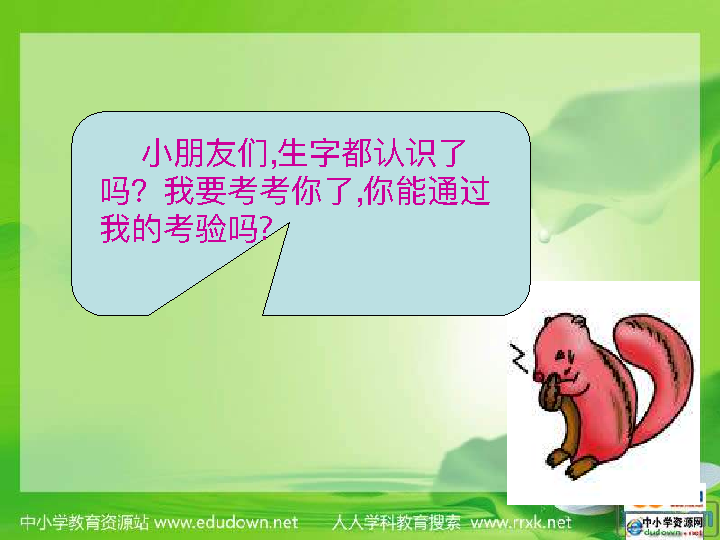 小朋友们,生字都认识了
吗？我要考考你了,你能通过
我的考验吗？
中小学教育资源站 www.edudown.net 人人学科教育搜索 www.rrxk.net
中小学资源网
edudown.net